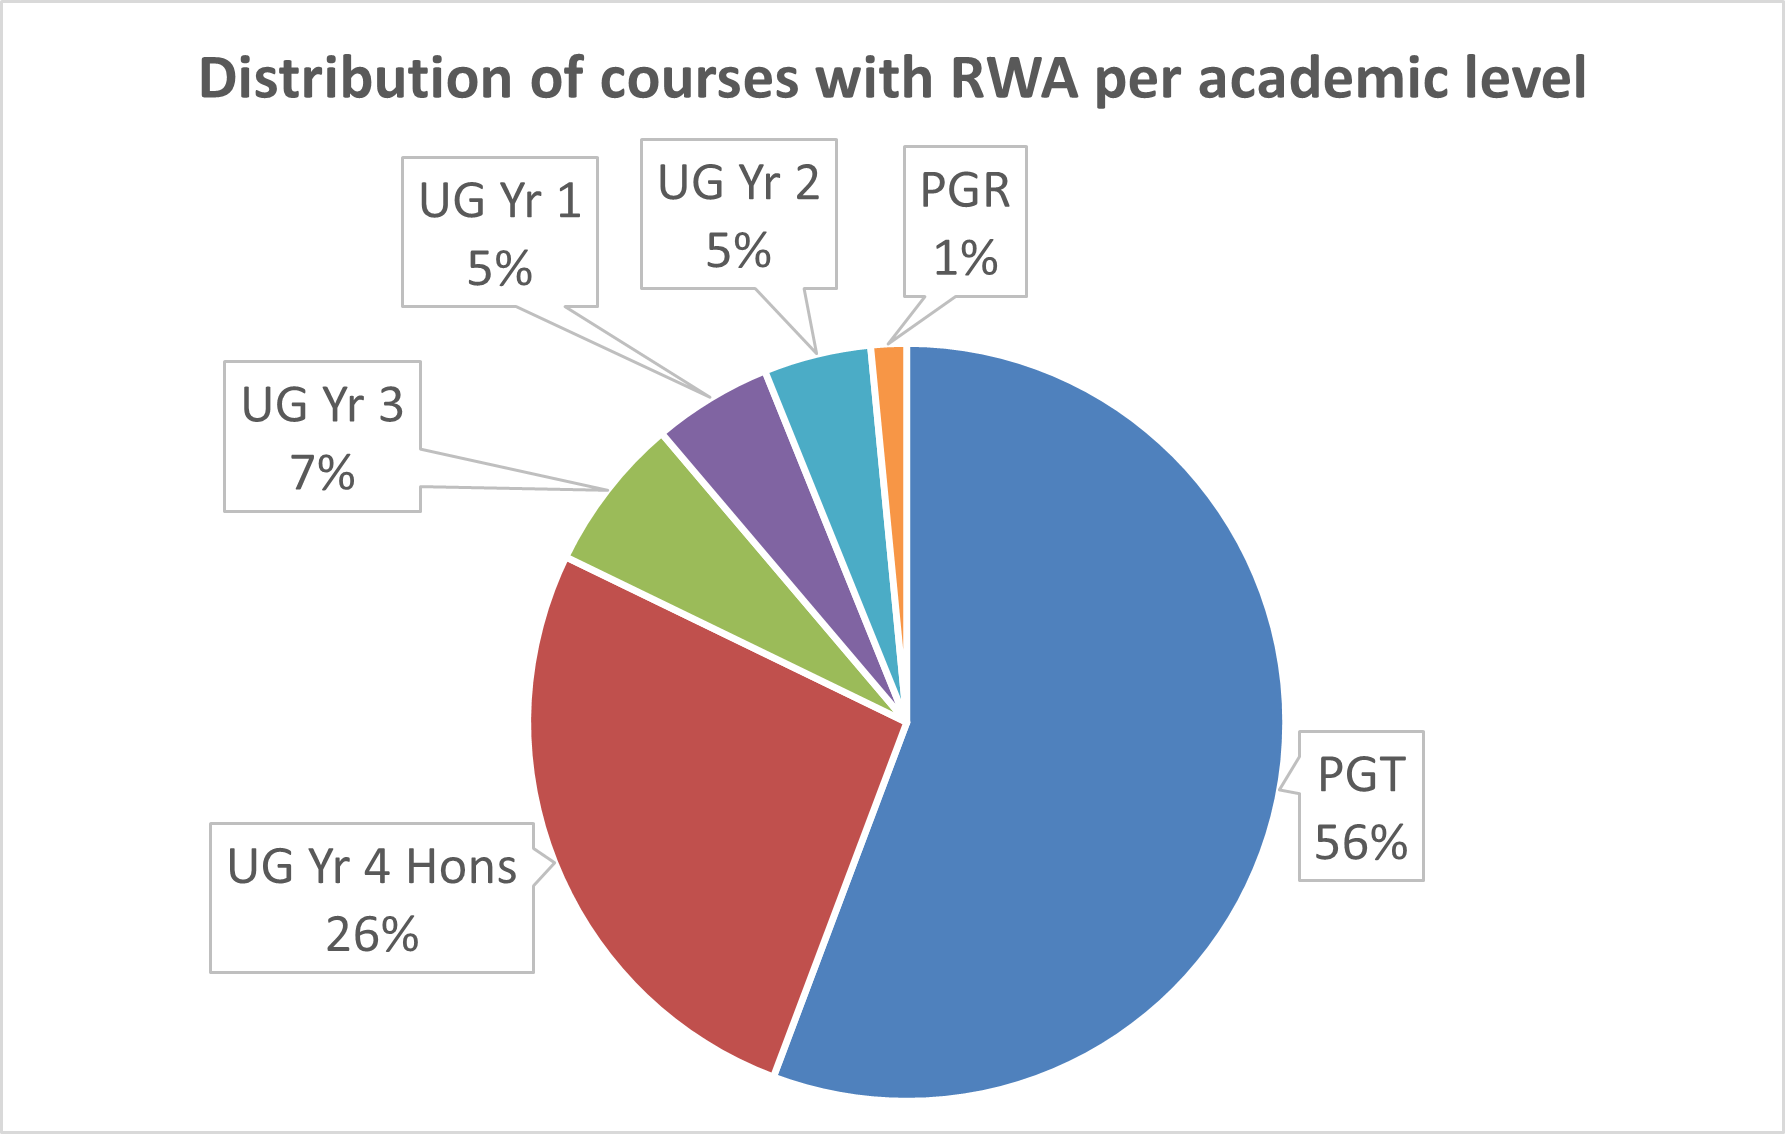 Distribution of courses with RWA per academic level
UG Yr 1
5%
UG Yr 2
5%
PGR
1%
UG Yr 3
7%
PGT
56%
UG Yr 4 Hons
26%